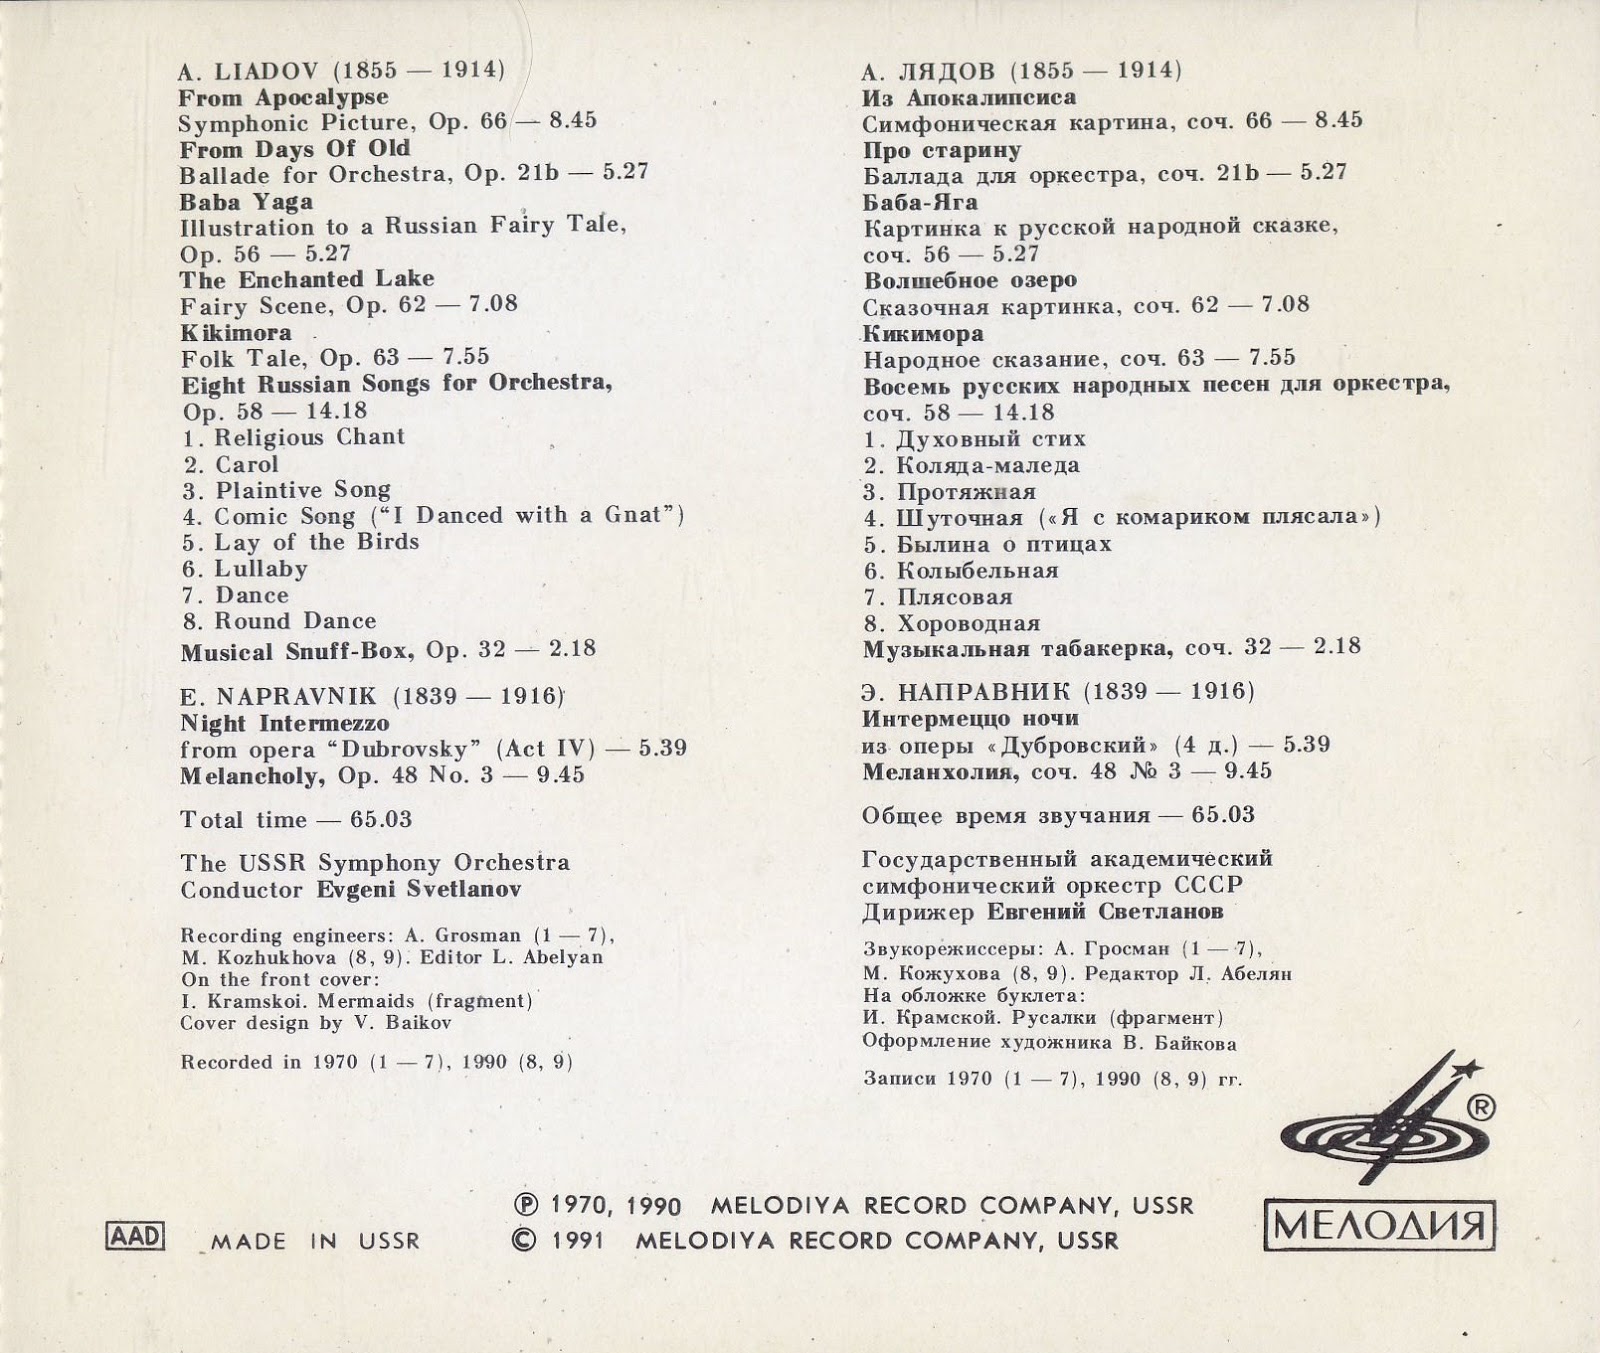 A. LIADOV (1855 — 1914)
From Apocalypse
Symphonic Picture, Op. 66 — 8.45
From Days Of Old
Ballade for Orchestra, Op. 21b — 5.27
Baba Yaga
Illustration to a Russian Fairy Tale,
Op. 56 — 5.27
The Enchanted Lake
Fairy Scene, Op. 62 — 7.08
Kikimora
Folk Tale, Op. 63 — 7.55
Eight Russian Songs for Orchestra,
Op. 58 — 14.18
1. Religious Chant
2. Carol
3. Plaintive Song
4. Comic Song (“I Danced with a Gnat”)
5. Lay of the Birds
6. Lullaby
7. Dance
8. Round Dance
Musical Snuff-Box, Op. 32 — 2.18
E. NAPRAVNIK (1839 — 1916)
Night Intermezzo
from opera “Dubrovsky” (Act IV) — 5.39
Melancholy, Op. 48 No. 3 — 9.45
Total time — 65.03
The USSR Symphony Orchestra
Conductor Evgeni Svetlanov
Recording engineers: A. Grosman (1 — 7),
M. Kozhukhova (8, 9). Editor L. Abelyan
On the front cover:
I. Kramskoi. Mermaids (fragment)
Cover design by V. Baikov
Recorded in 1970 (1 — 7), 1990 (8, 9)
А. ЛЯДОВ (1855 — 1914)
Из Апокалипсиса
Симфоническая картина, соч. 66 — 8.45
Про старину
Баллада для оркестра, соч. 21b — 5.27
Баба-Яга
Картинка к русской народной сказке,
соч. 56 — 5.27
Волшебное озеро
Сказочная картинка, соч. 62 — 7.08
Кикимора
Народное сказание, соч. 63 — 7.55
Восемь русских народных песен для оркестра,
соч. 58 — 14.18
1. Духовный стих
2. Коляда-маледа
3. Протяжная
4. Шуточная («Я с комариком плясала»)
5. Былина о птицах
6. Колыбельная
7. Плясовая
8. Хороводная
Музыкальная табакерка, соч. 32 — 2.18
Э. НАПРАВНИК (1839 — 1916)
Интермеццо ночи
из оперы «Дубровский» (4 д.) — 5.39
Меланхолия, соч. 48 № 3 — 9.45
Общее время звучания — 65.03
Государственный академический
симфонический оркестр СССР
Дирижер Евгений Светланов
Звукорежиссеры: А. Гросман (1 — 7),
М. Кожухова (8, 9). Редактор Л. Абелян
На обложке буклета:
И. Крамской. Русалки (фрагмент)
Оформление художника В. Байкова
Записи 1970 (1 — 7), 1990 (8, 9) гг.
®
МЕЛОДИЯ
℗ 1970, 1990 MELODIYA RECORD COMPANY, USSR
AAD MADE IN USSR © 1991 MELODIYA RECORD COMPANY, USSR